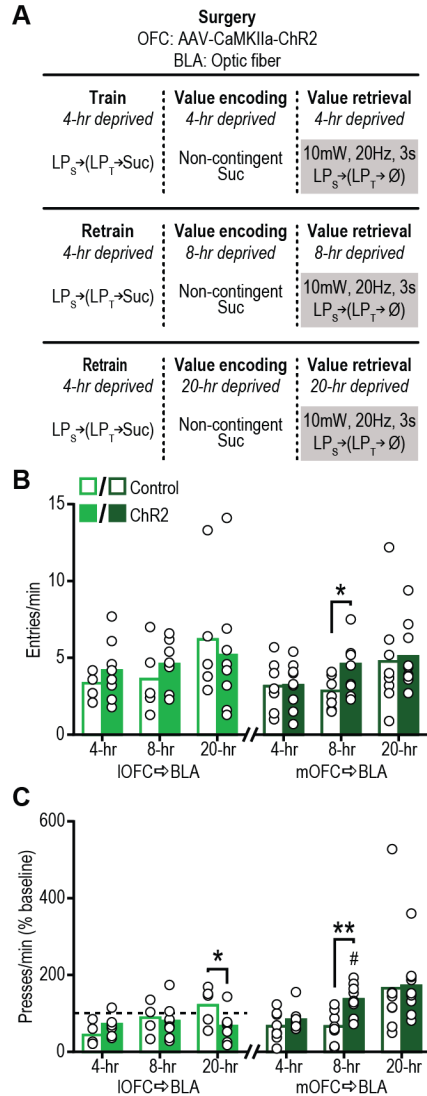 A
Surgery
OFC: AAV-CaMKIIa-ChR2
BLA: Optic fiber
Train
4-hr deprived
LPS→(LPT→Suc)
Value encoding
4-hr deprived
Non-contingent
Suc
Value retrieval
4-hr deprived
10mW, 20Hz, 3s
LPS→(LPT→ Ø)
Retrain
4-hr deprived
LPS→(LPT→Suc)
Value encoding
8-hr deprived
Non-contingent
Suc
Value retrieval
8-hr deprived
10mW, 20Hz, 3s
LPS→(LPT→ Ø)
Retrain
4-hr deprived
LPS→(LPT→Suc)
Value encoding
20-hr deprived
Non-contingent
Suc
Value retrieval
20-hr deprived
10mW, 20Hz, 3s
LPS→(LPT→ Ø)
B
/ Control
/ ChR2
Entries/min
15
10
5
0
*
4-hr 8-hr 20-hr // 4-hr 8-hr 20-hr
lOFC⇨BLA mOFC⇨BLA
C
Presses/min (% baseline)
600
400
200
0
*
**
#
4-hr 8-hr 20-hr // 4-hr 8-hr 20-hr
lOFC⇨BLA mOFC⇨BLA